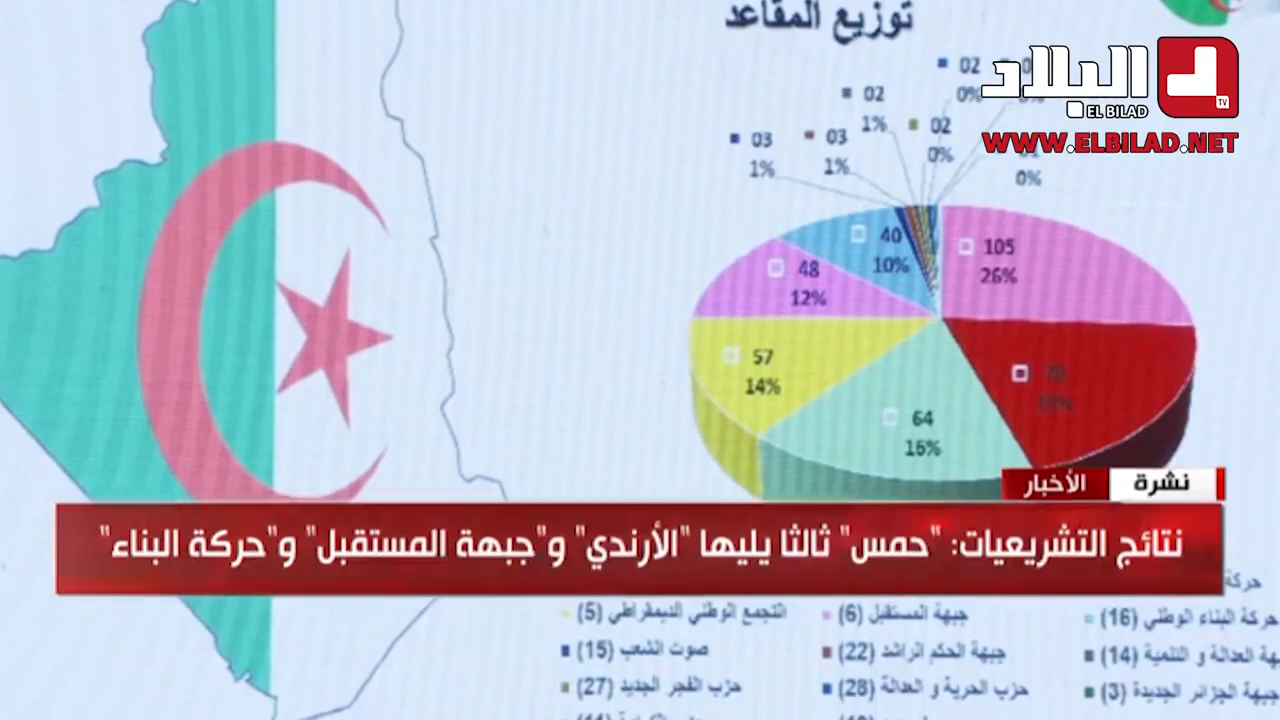 توزيع المقاعد
البلاد
TV
EL BILAD
WWW.ELBILAD.NET
02
0%
02
1%
02
0%
03
1%
03
1%
0%
40
10%
105
26%
48
12%
57
14%
64
16%
نشرة الأخبار
نتائج التشريعيات: "حمس" ثالثا يليها "الأرندي" و"جبهة المستقبل" و"حركة البناء"
حركة
حركة البناء الوطني (16) جبهة المستقبل (6) التجمع الوطني الديمقراطي (5)
العدالة و التنمية (14) جبهة الحكم الراشد (22) صوت الشعب (15)
جبهة الجزائر الجديدة (3) حزب الحرية و العدالة (28) حزب الفجر الجديد (27)